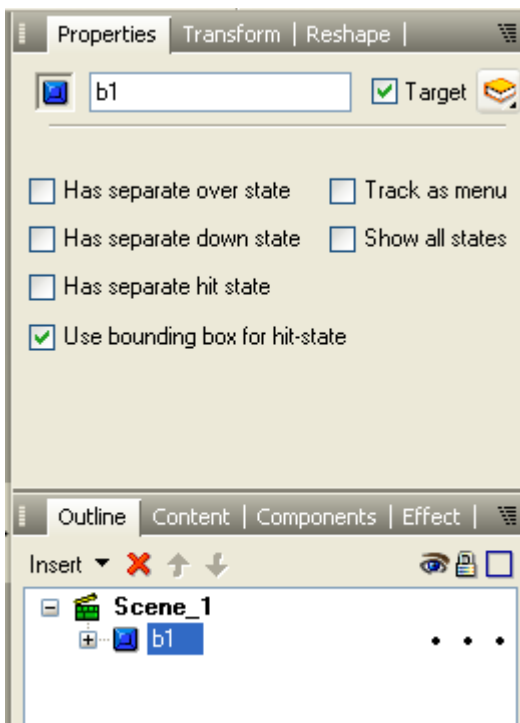 Properties | Transform | Reshape |
b1 Target
Has separate over state Track as menu
Has separate down state Show all states
Has separate hit state
Use bounding box for hit-state
Outline | Content | Components | Effect |
Insert
Scene_1
b1